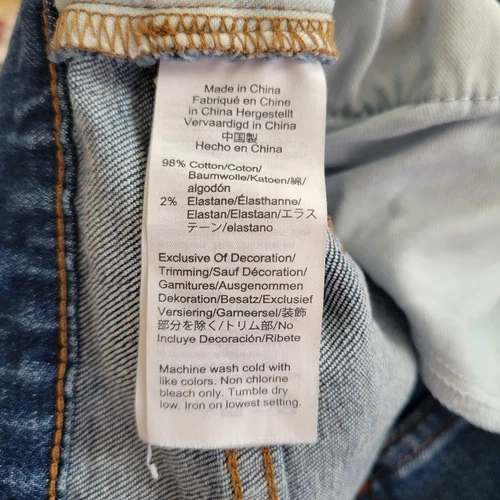 Made in China
Fabriqué en Chine
in China Hergestellt
Vervaardigd in China
中国製
Hecho en China
98% Cotton/Coton/
Baumwolle/Katoen/綿/
algodón
2% Elastane/Élasthanne/
Elastan/Elastaan/エラス
テーン/elastano
Exclusive Of Decoration/
Trimming/Sauf Décoration/
Garnitures/Ausgenommen
Dekoration/Besatz/Exclusief
Versiering/Garneersel/装飾
部分を除く/トリム部/No
Incluye Decoración/Ribete
Machine wash cold with
like colors. Non chlorine
bleach only. Tumble dry
low. Iron on lowest setting.